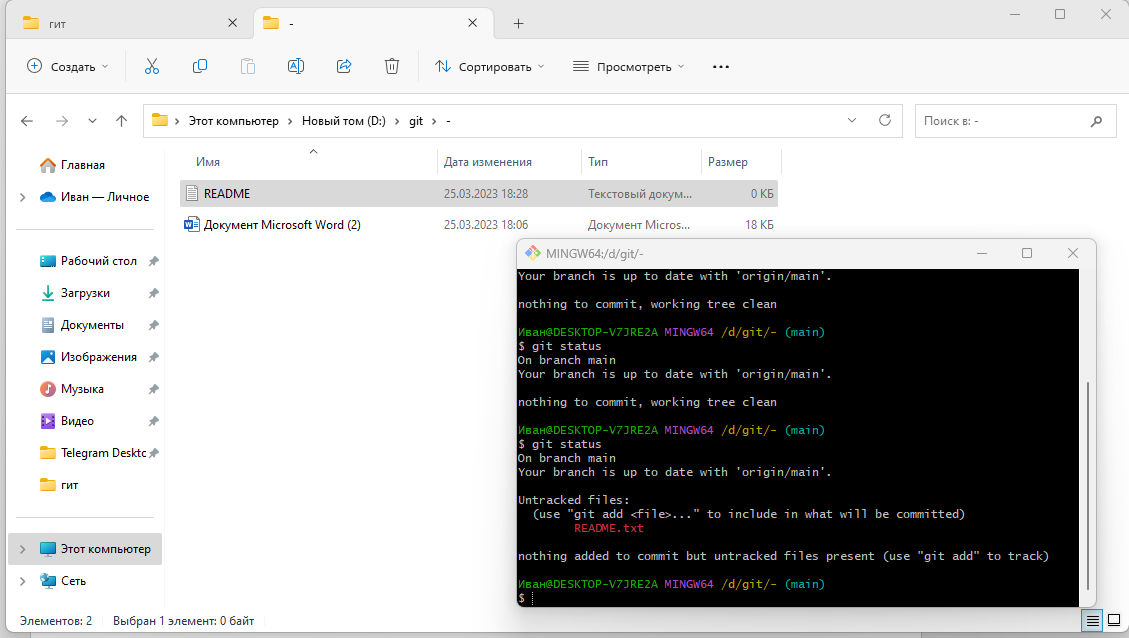 гит
-
Создать
Сортировать
Просмотреть
Этот компьютер
Новый том (D:)
git
-
Поиск в: -
Главная
Иван — Личное
Рабочий стол
Загрузки
Документы
Изображения
Музыка
Видео
Telegram Deskto
гит
Этот компьютер
Сеть
Имя Дата изменения Тип Размер
README 25.03.2023 18:28 Текстовый докум... 0 КБ
Документ Microsoft Word (2) 25.03.2023 18:06 Документ Micros... 18 КБ
MINGW64:/d/git/-
Your branch is up to date with 'origin/main'.
nothing to commit, working tree clean
Иван@DESKTOP-V7JRE2A MINGW64 /d/git/- (main)
$ git status
On branch main
Your branch is up to date with 'origin/main'.
nothing to commit, working tree clean
Иван@DESKTOP-V7JRE2A MINGW64 /d/git/- (main)
$ git status
On branch main
Your branch is up to date with 'origin/main'.
Untracked files:
(use "git add <file>..." to include in what will be committed)
README.txt
nothing added to commit but untracked files present (use "git add" to track)
Иван@DESKTOP-V7JRE2A MINGW64 /d/git/- (main)
$
Элементов: 2 Выбран 1 элемент: 0 байт